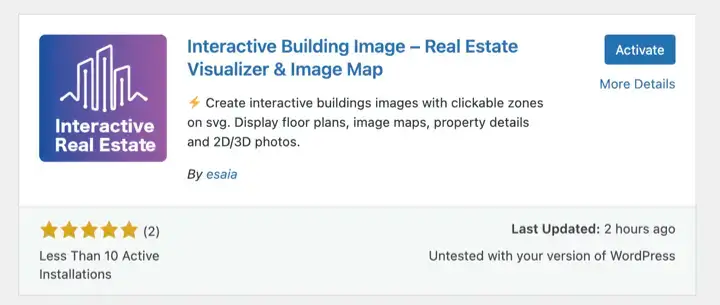 Interactive Building Image – Real Estate
Visualizer & Image Map
Activate
More Details
⚡ Create interactive buildings images with clickable zones
on svg. Display floor plans, image maps, property details
and 2D/3D photos.
By esaia
Interactive
Real Estate
(2)
Less Than 10 Active
Installations
Last Updated: 2 hours ago
Untested with your version of WordPress